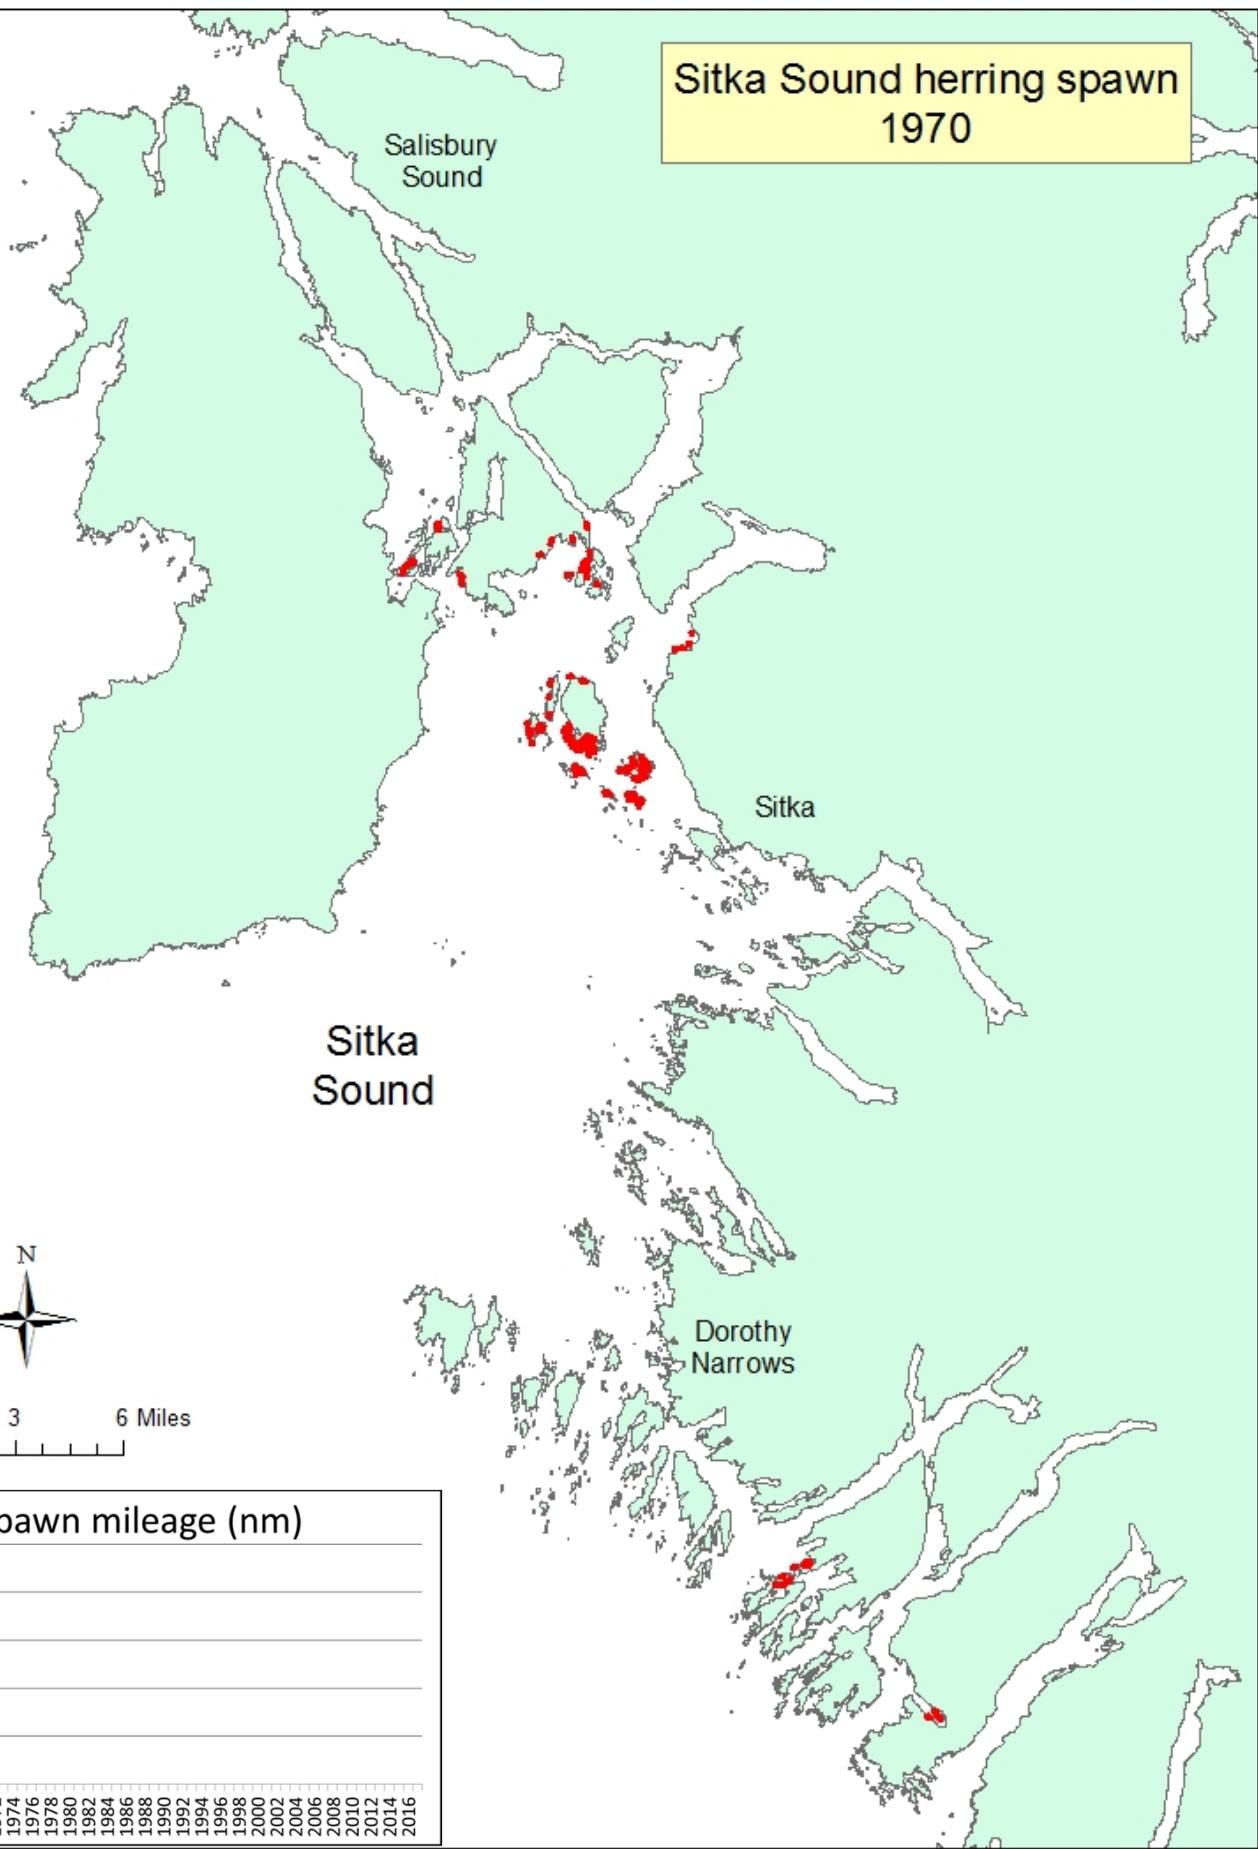 Sitka Sound herring spawn
1970
Salisbury
Sound
Sitka
Sitka
Sound
N
Dorothy
Narrows
3 6 Miles
pawn mileage (nm)
1974 1976 1978 1980 1982 1984 1986 1988 1990 1992 1994 1996 1998 2000 2002 2004 2006 2008 2010 2012 2014 2016